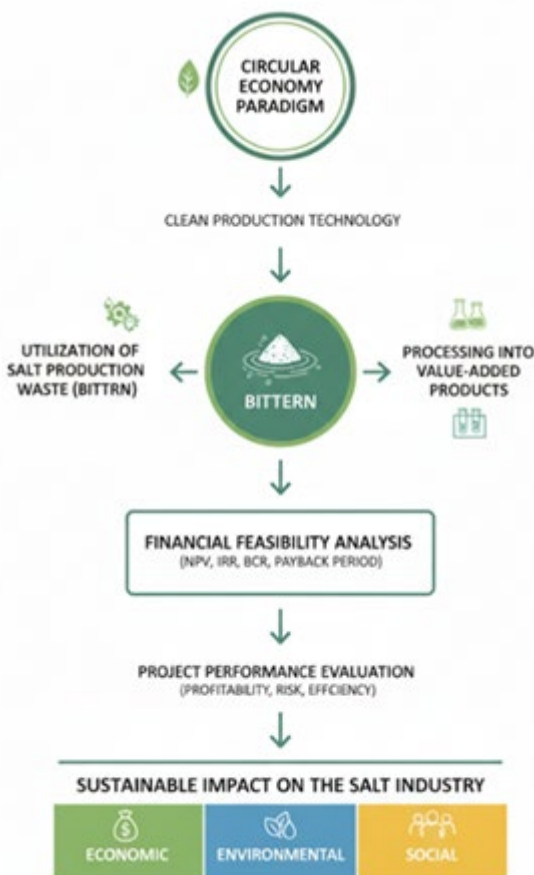 CIRCULAR
ECONOMY
PARADIGM
CLEAN PRODUCTION TECHNOLOGY
UTILIZATION OF
SALT PRODUCTION
WASTE (BITTRN)
BITTERN
PROCESSING INTO
VALUE-ADDED
PRODUCTS
FINANCIAL FEASIBILITY ANALYSIS
(NPV, IRR, BCR, PAYBACK PERIOD)
PROJECT PERFORMANCE EVALUATION
(PROFITABILITY, RISK, EFFCIENCY)
SUSTAINABLE IMPACT ON THE SALT INDUSTRY
$
ECONOMIC
ENVIRONMENTAL
SOCIAL